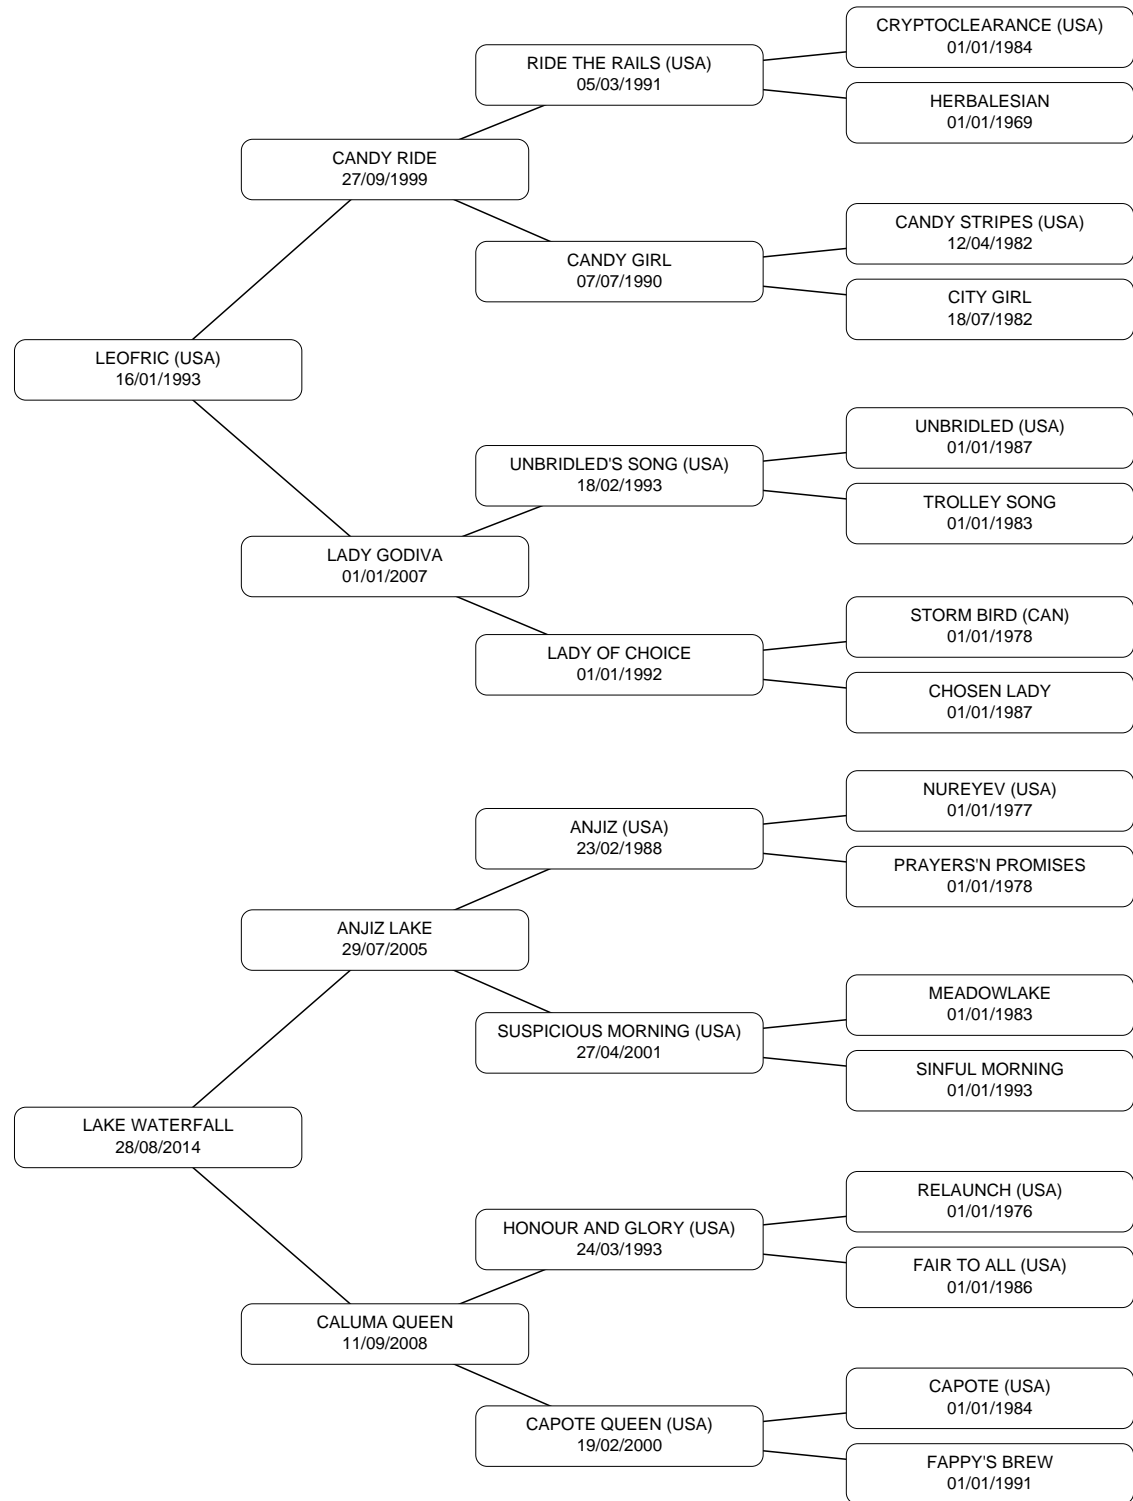 CRYPTOCLEARANCE (USA)
01/01/1984
RIDE THE RAILS (USA)
05/03/1991
HERBALESIAN
01/01/1969
CANDY RIDE
27/09/1999
CANDY STRIPES (USA)
12/04/1982
CANDY GIRL
07/07/1990
CITY GIRL
18/07/1982
LEOFRIC (USA)
16/01/1993
UNBRIDLED (USA)
01/01/1987
UNBRIDLED'S SONG (USA)
18/02/1993
TROLLEY SONG
01/01/1983
LADY GODIVA
01/01/2007
STORM BIRD (CAN)
01/01/1978
LADY OF CHOICE
01/01/1992
CHOSEN LADY
01/01/1987
NUREYEV (USA)
01/01/1977
ANJIZ (USA)
23/02/1988
PRAYERS'N PROMISES
01/01/1978
ANJIZ LAKE
29/07/2005
MEADOWLAKE
01/01/1983
SUSPICIOUS MORNING (USA)
27/04/2001
SINFUL MORNING
01/01/1993
LAKE WATERFALL
28/08/2014
RELAUNCH (USA)
01/01/1976
HONOUR AND GLORY (USA)
24/03/1993
FAIR TO ALL (USA)
01/01/1986
CALUMA QUEEN
11/09/2008
CAPOTE (USA)
01/01/1984
CAPOTE QUEEN (USA)
19/02/2000
FAPPY'S BREW
01/01/1991